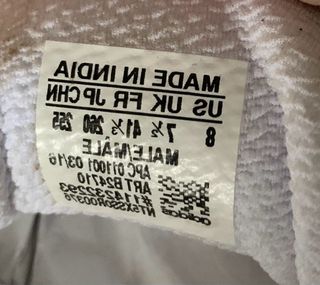 MADE IN INDIA
US UK FR JP CHN
8 7½ 41⅓ 260 255
MALE/MALE
APC 011001 03/16
ART B24710
#114232293
adidas